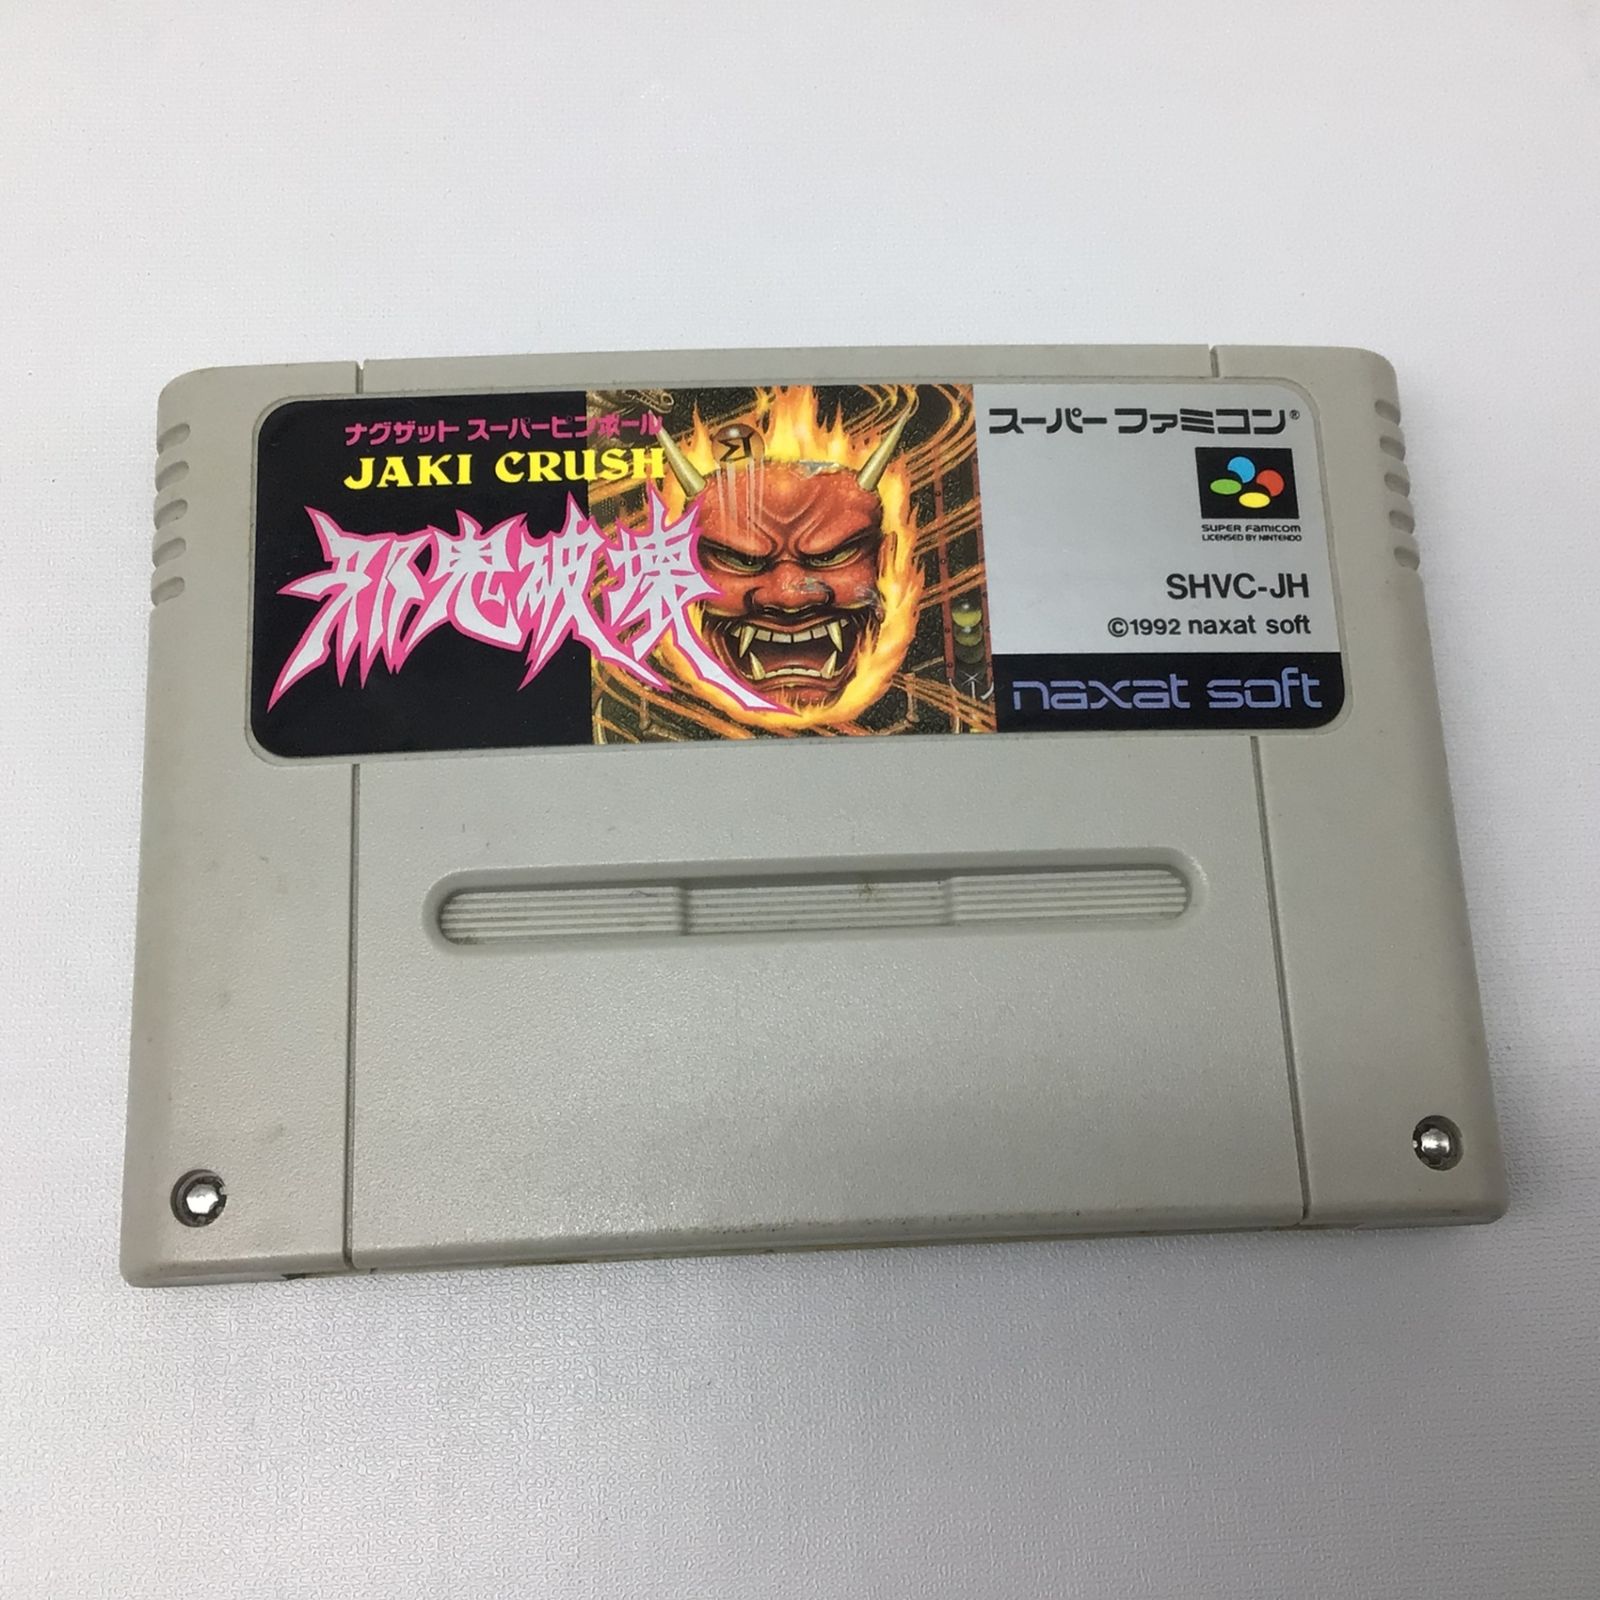 ナグザット スーパーピンボール
JAKI CRUSH
邪鬼破壊
スーパーファミコン®
SUPER FAMICOM
LICENSED BY NINTENDO
SHVC-JH
©1992 naxat soft
naxat soft